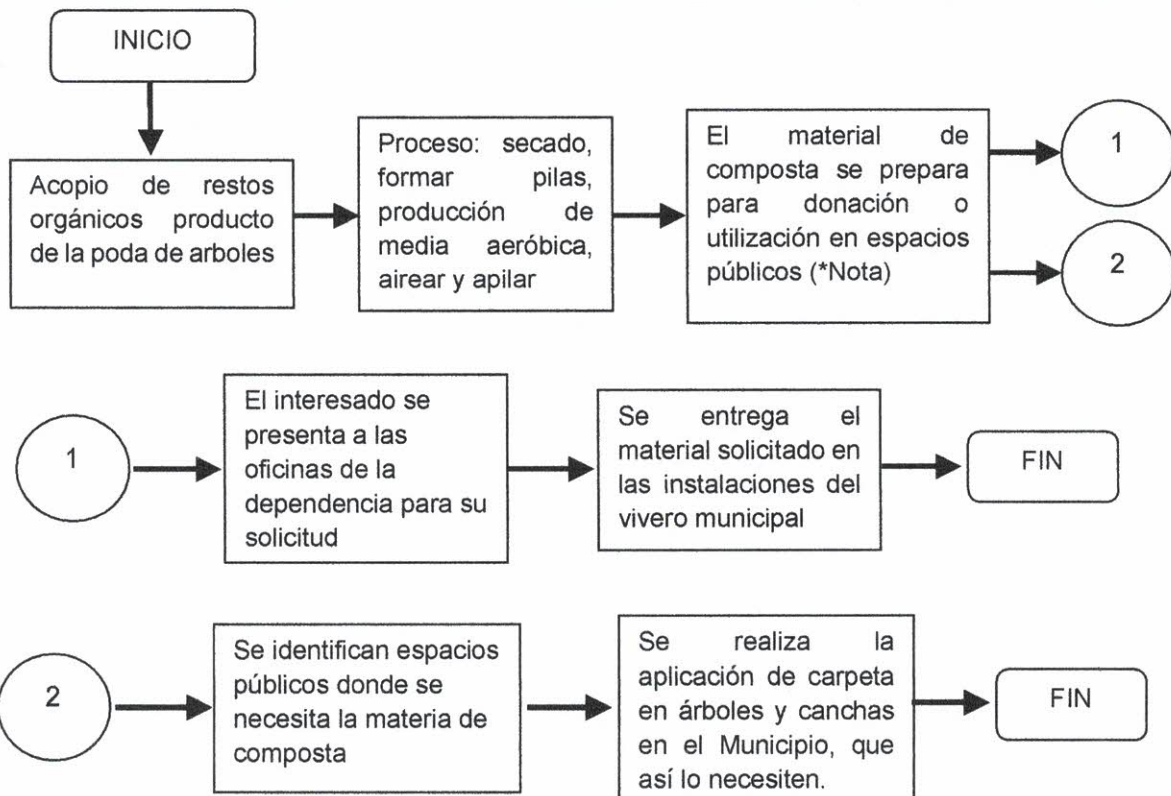 INICIO
Acopio de restos
orgánicos producto
de la poda de arboles
Proceso: secado,
formar pilas,
producción de
media aeróbica,
airear y apilar
El material de
composta se prepara
para donación o
utilización en espacios
públicos (*Nota)
1
2
1
El interesado se
presenta a las
oficinas de la
dependencia para su
solicitud
Se entrega el
material solicitado en
las instalaciones del
vivero municipal
FIN
2
Se identifican espacios
públicos donde se
necesita la materia de
composta
Se realiza la
aplicación de carpeta
en árboles y canchas
en el Municipio, que
así lo necesiten.
FIN